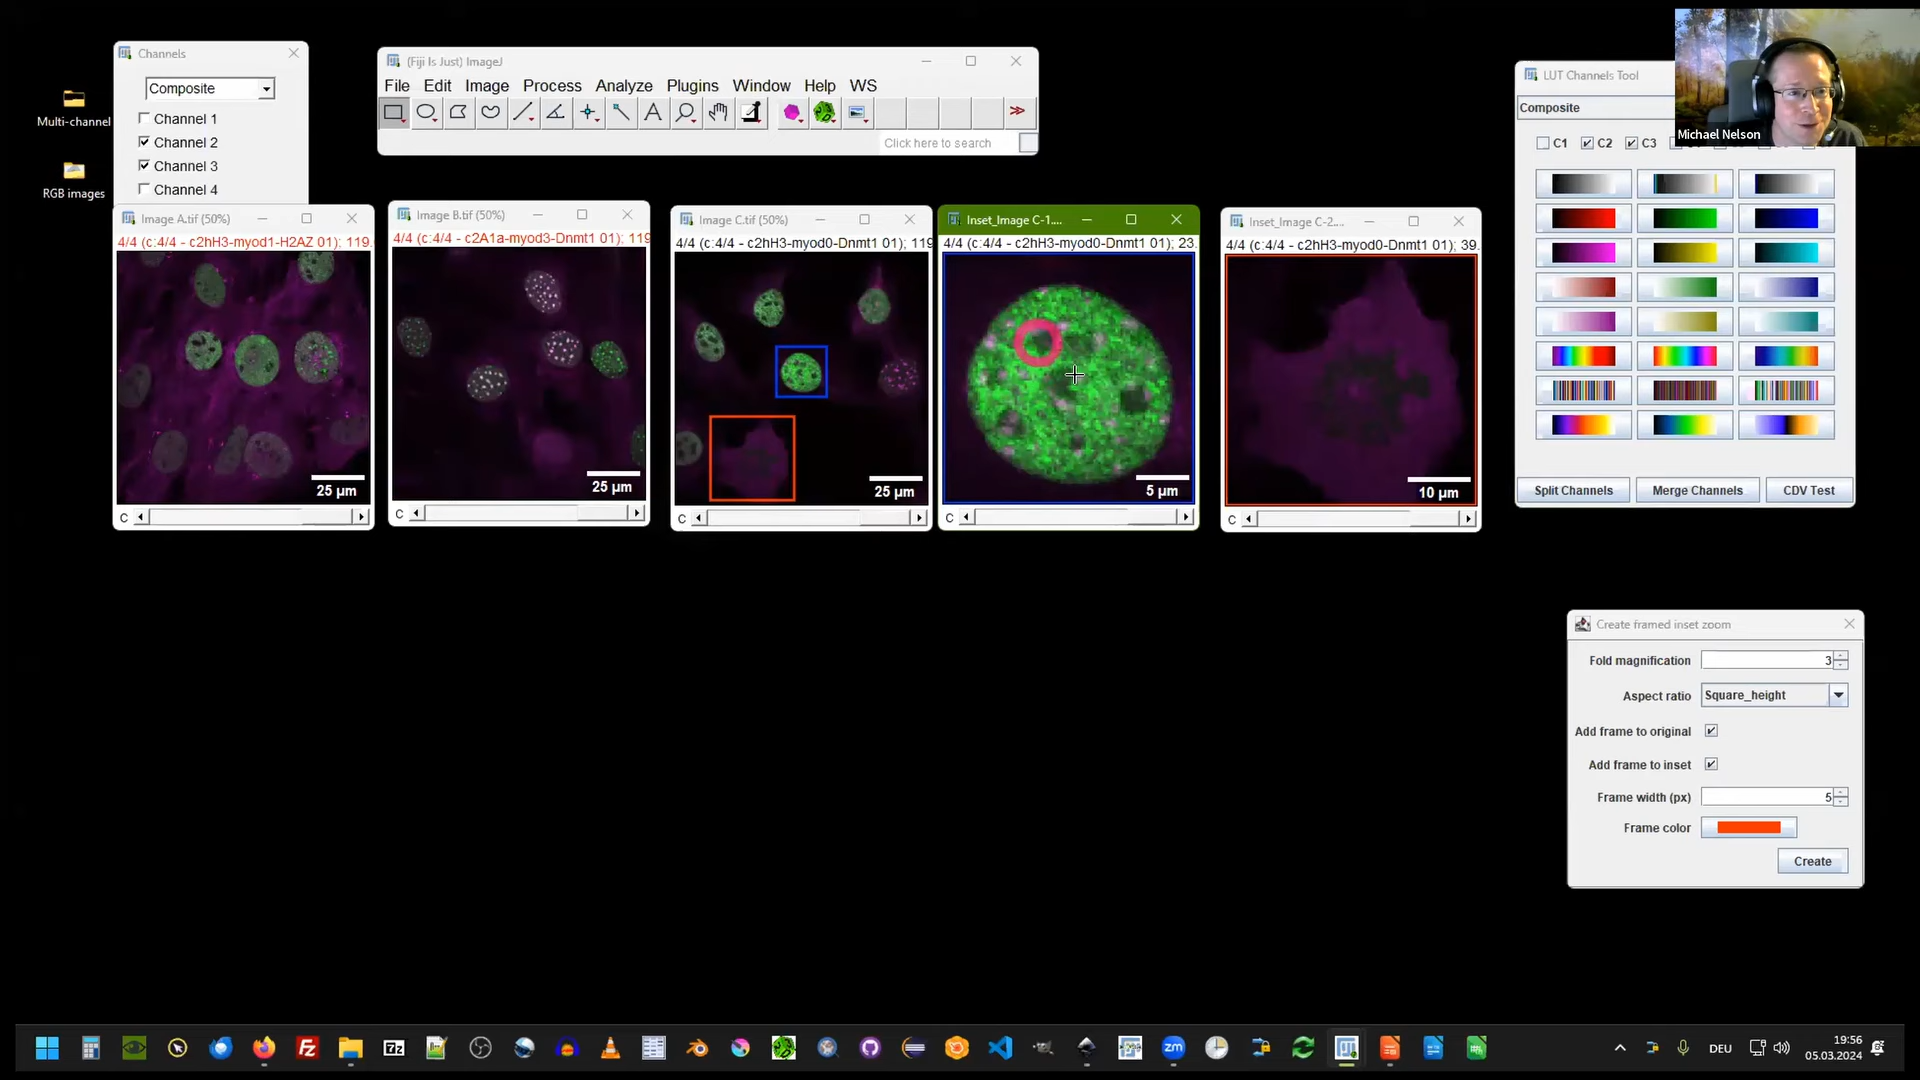 Channels
Composite
Channel 1
Channel 2
Channel 3
Channel 4
Multi-channel
RGB images
(Fiji Is Just) ImageJ
File Edit Image Process Analyze Plugins Window Help WS
Click here to search
LUT Channels Tool
Composite
C1 C2 C3
Michael Nelson
Image A.tif (50%)
4/4 (c:4/4 - c2hH3-myod1-H2AZ 01); 119.
25 µm
C
Image B.tif (50%)
4/4 (c:4/4 - c2A1a-myod3-Dnmt1 01); 119
25 µm
C
Image C.tif (50%)
4/4 (c:4/4 - c2hH3-myod0-Dnmt1 01); 119
25 µm
C
Inset_Image C-1....
4/4 (c:4/4 - c2hH3-myod0-Dnmt1 01); 23.
5 µm
C
Inset_Image C-2....
4/4 (c:4/4 - c2hH3-myod0-Dnmt1 01); 39.
10 µm
C
Split Channels Merge Channels CDV Test
Create framed inset zoom
Fold magnification 3
Aspect ratio Square_height
Add frame to original
Add frame to inset
Frame width (px) 5
Frame color
Create
FZ
7z
zm
DEU
19:56
05.03.2024